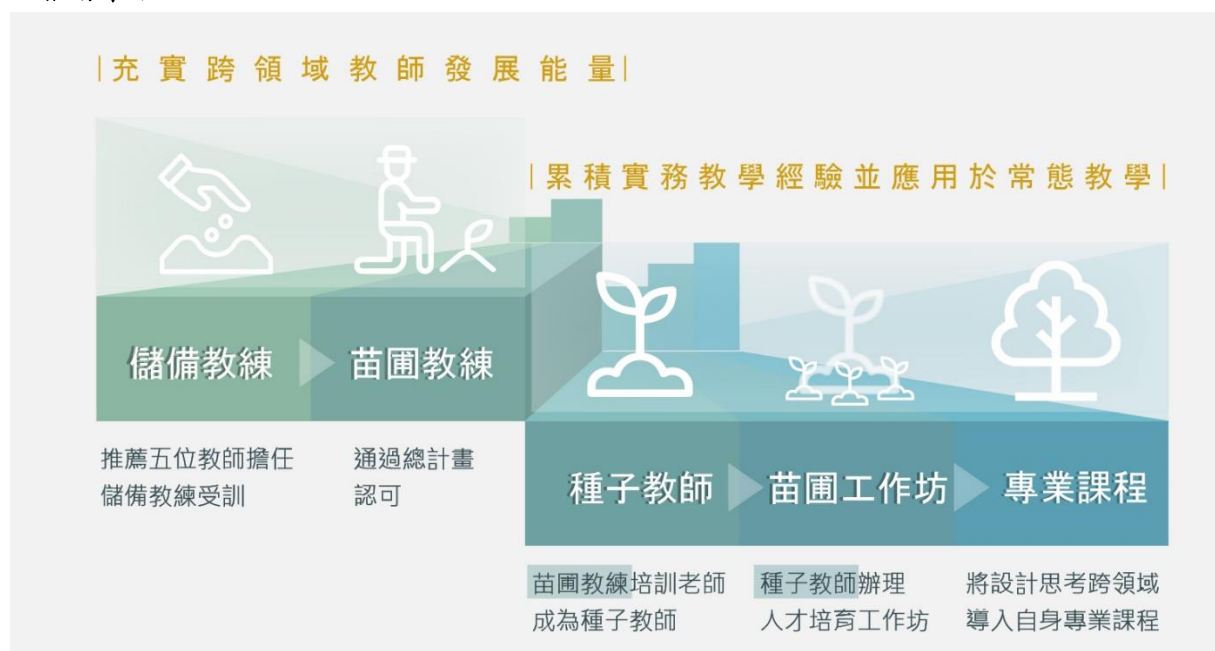 |充實跨領域教師發展能量|
|累積實務教學經驗並應用於常態教學|
儲備教練
苗圃教練
推薦五位教師擔任
儲備教練受訓
通過總計畫
認可
種子教師
苗圃工作坊
專業課程
苗圃教練培訓老師
成為種子教師
種子教師辦理
人才培育工作坊
將設計思考跨領域
導入自身專業課程